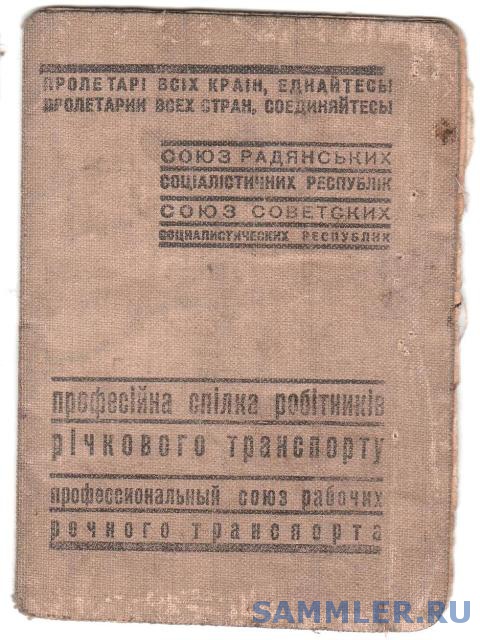 ПРОЛЕТАРІ ВСІХ КРАЇН, ЕДНАЙТЕСЬ
ПРОЛЕТАРИИ ВСЕХ СТРАН, СОЕДИНЯЙТЕСЬ
СОЮЗ РАДЯНСЬКИХ
СОЦІАЛІСТИЧНИХ РЕСПУБЛІК
СОЮЗ СОВЕТСКИХ
СОЦИАЛИСТИЧЕСКИХ РЕСПУБЛИК
професійна спілка робітників
річкового транспорту
профессиональный союз рабочих
речного транспорта
SAMMLER.RU